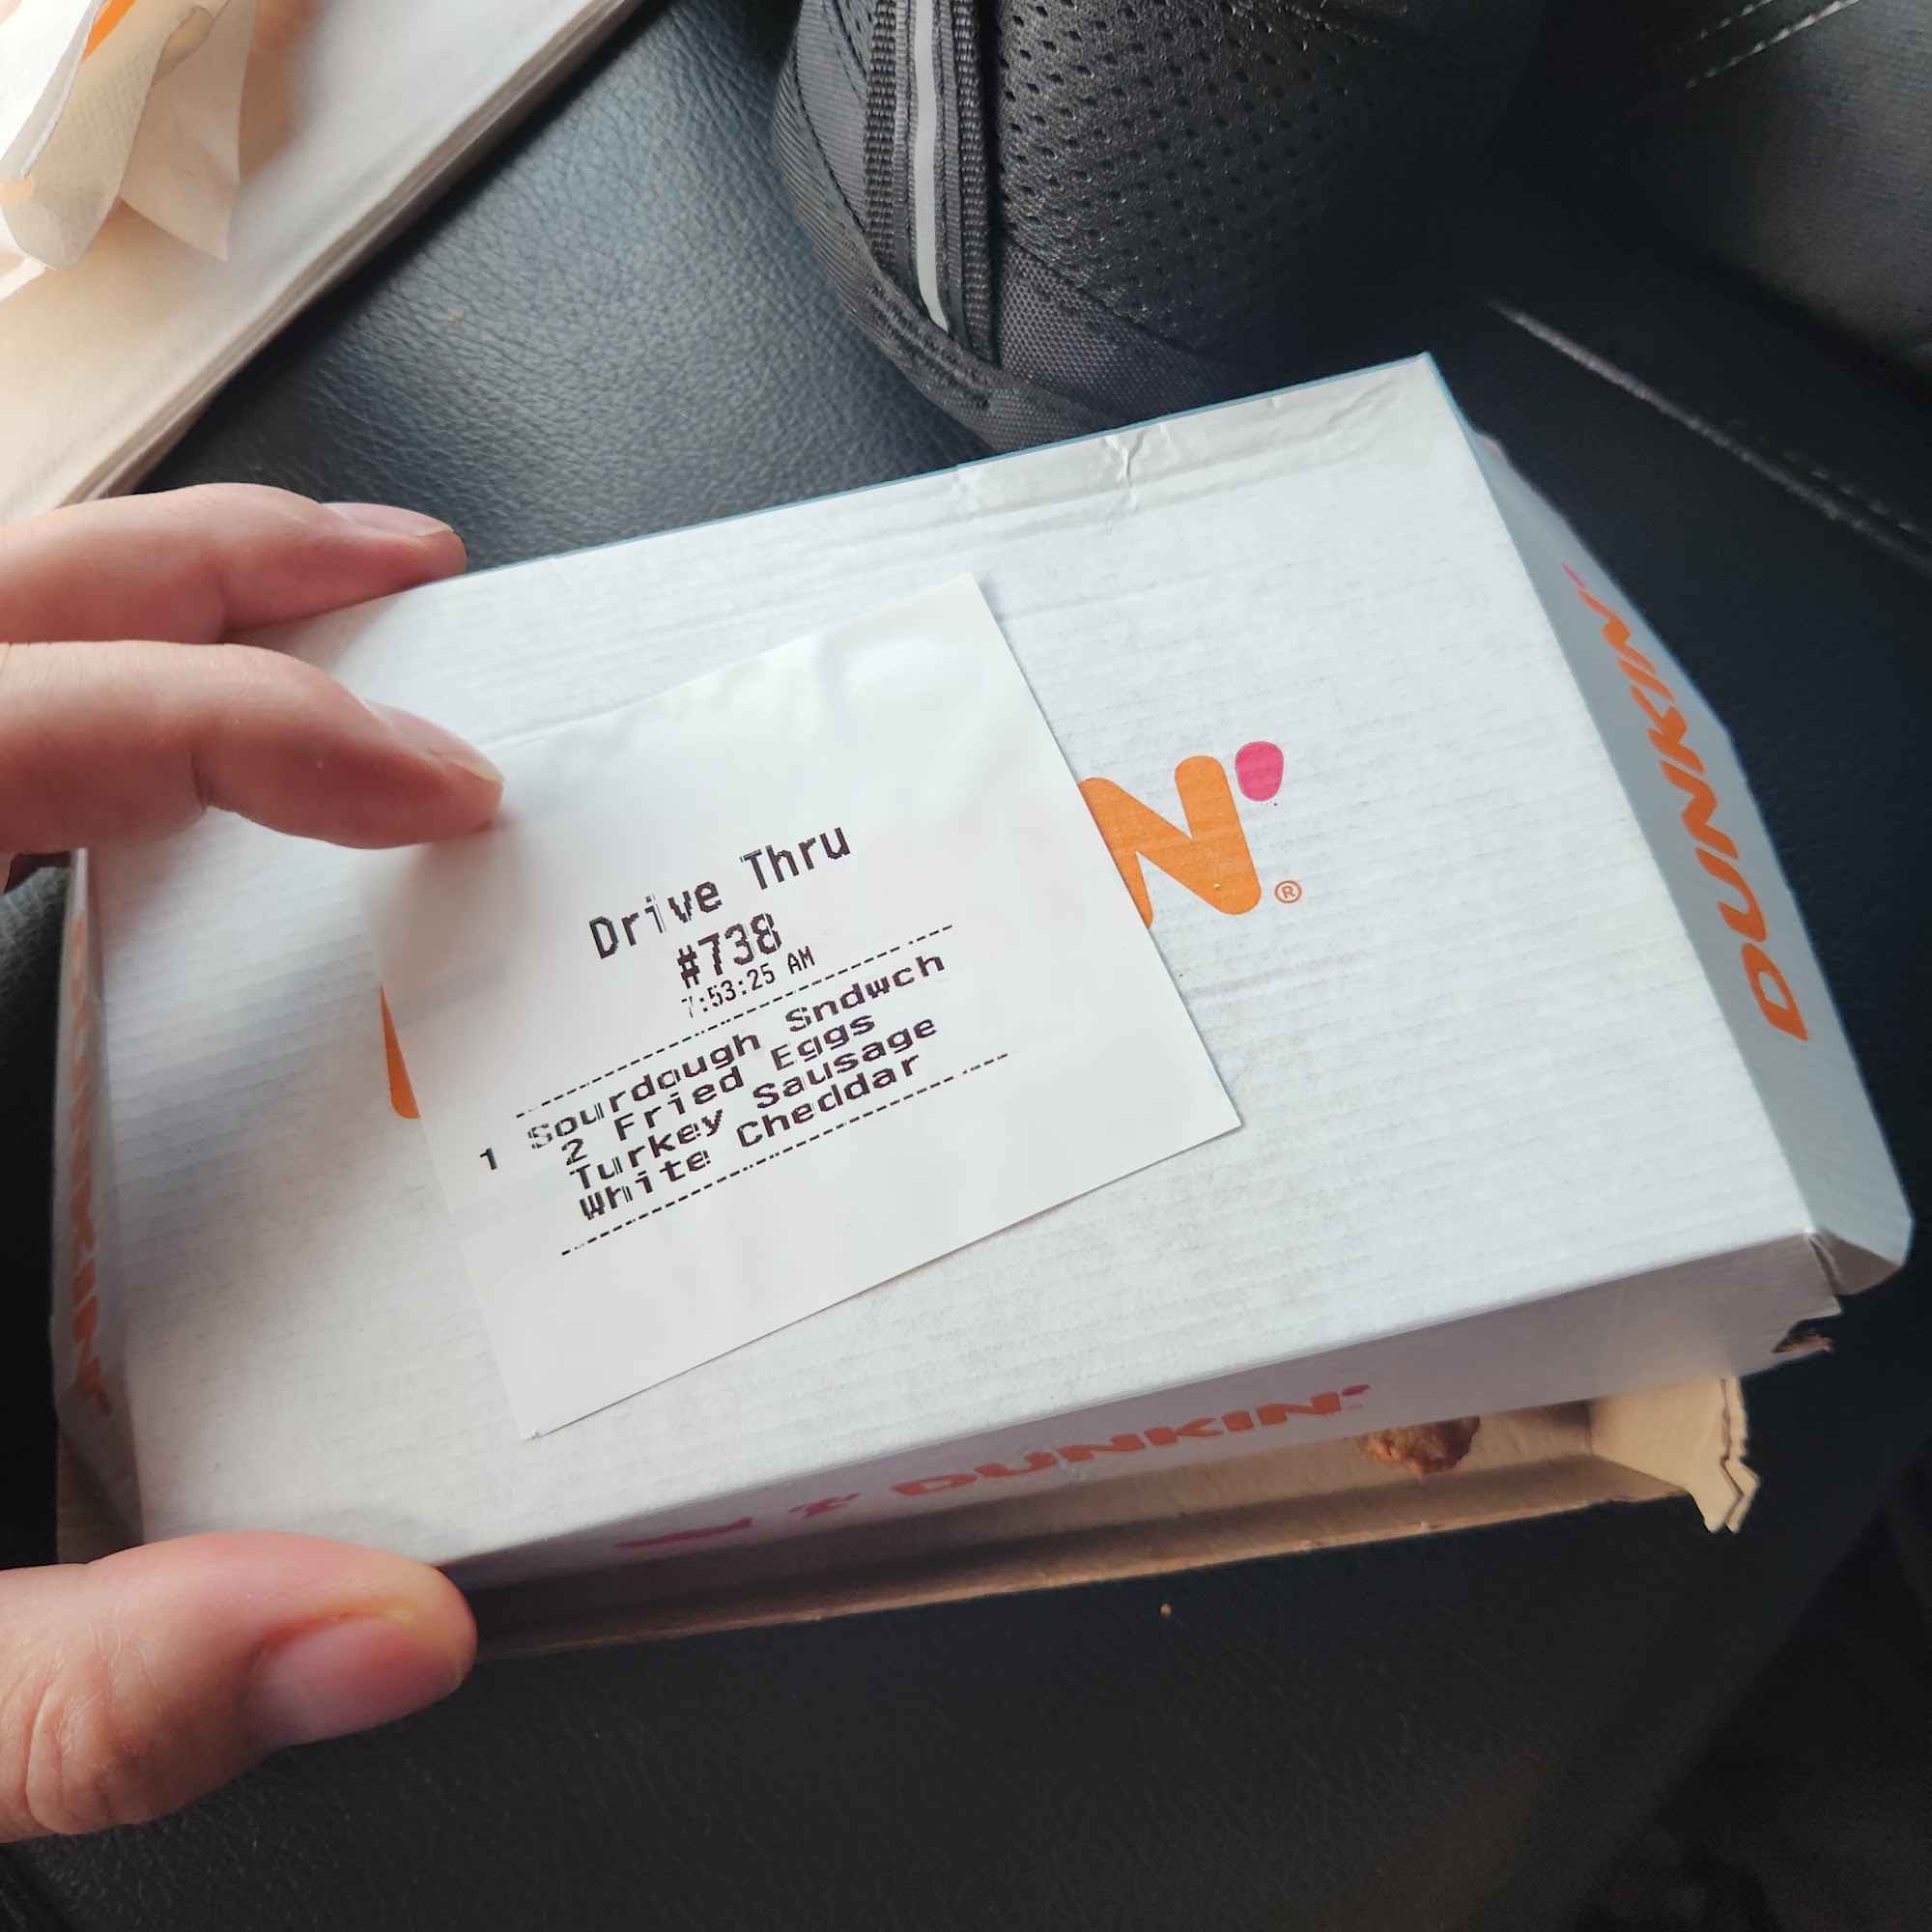 Drive Thru
#738
7:53:25 AM
1 Sourdough Sndwch
2 Fried Eggs
Turkey Sausage
White Cheddar
N'®
DUNKIN'
DUNKIN'
DUNKIN'